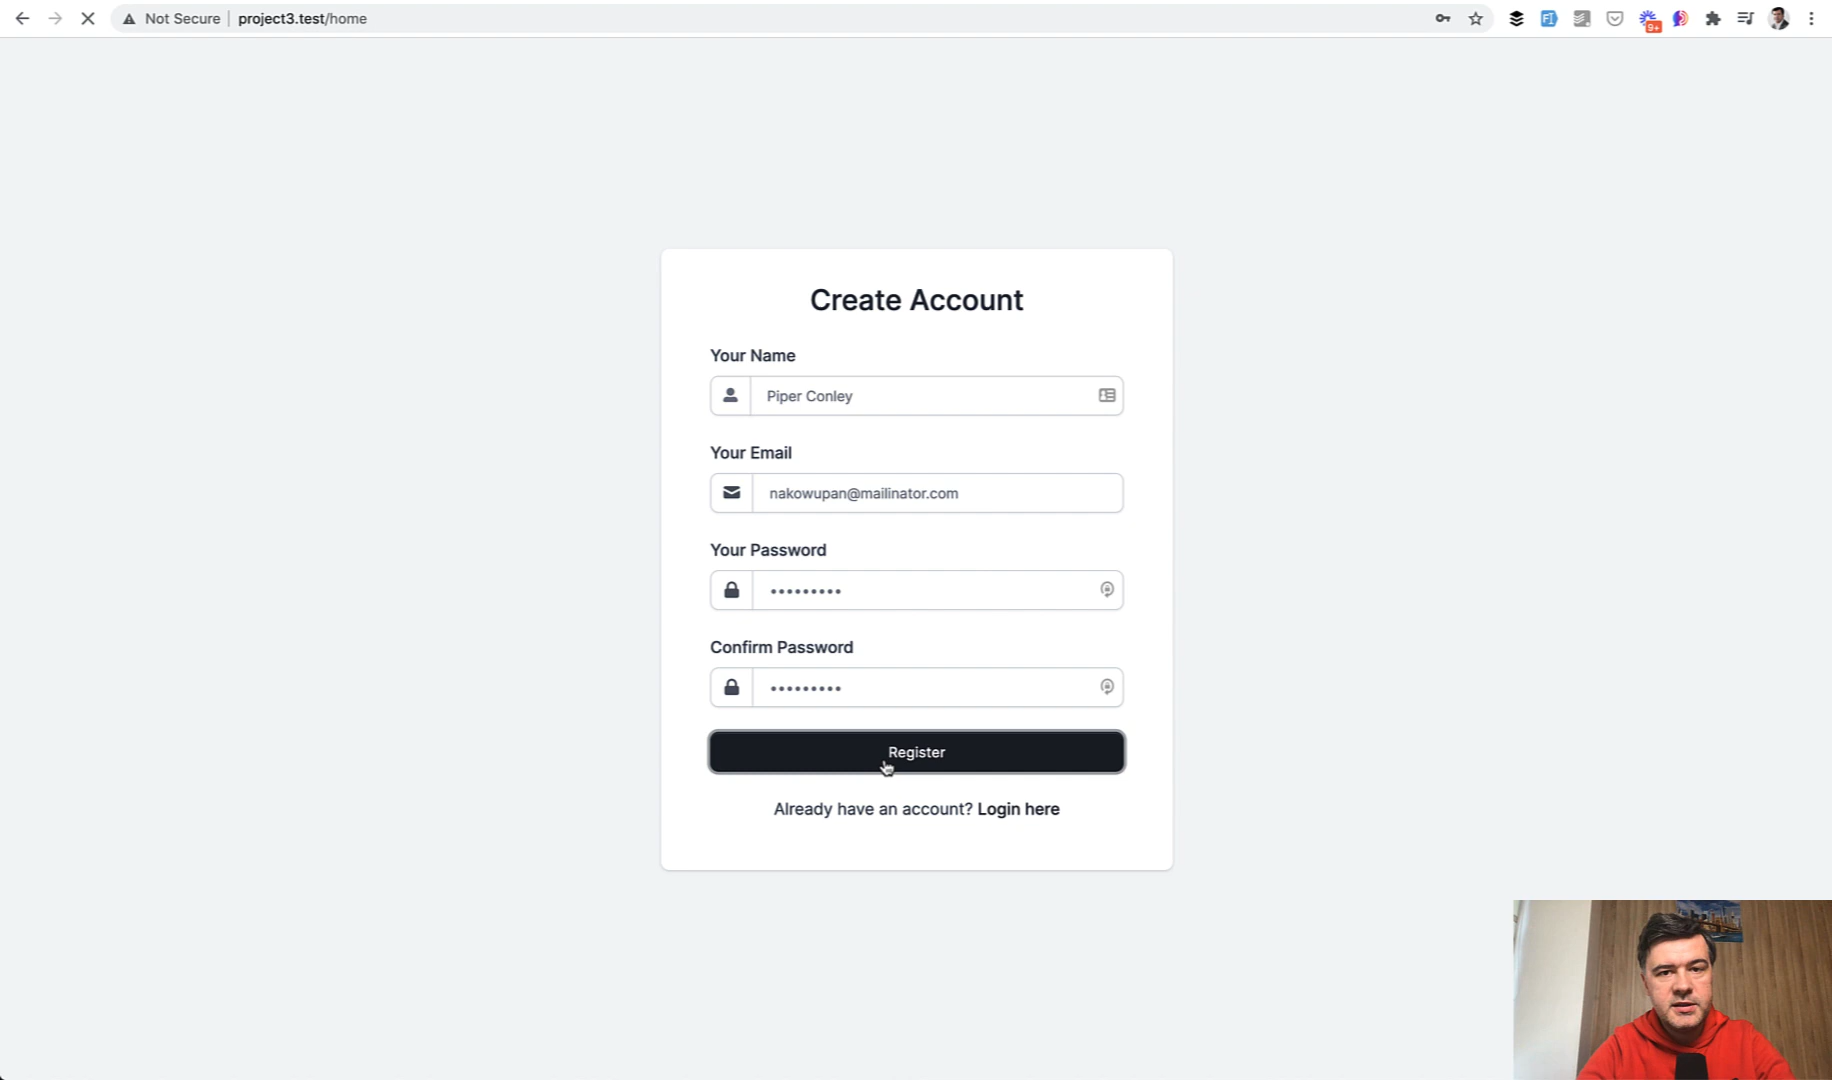 Not Secure | project3.test/home
9+
Create Account
Your Name
Piper Conley
Your Email
nakowupan@mailinator.com
Your Password
•••••••••
Confirm Password
•••••••••
Register
Already have an account? Login here